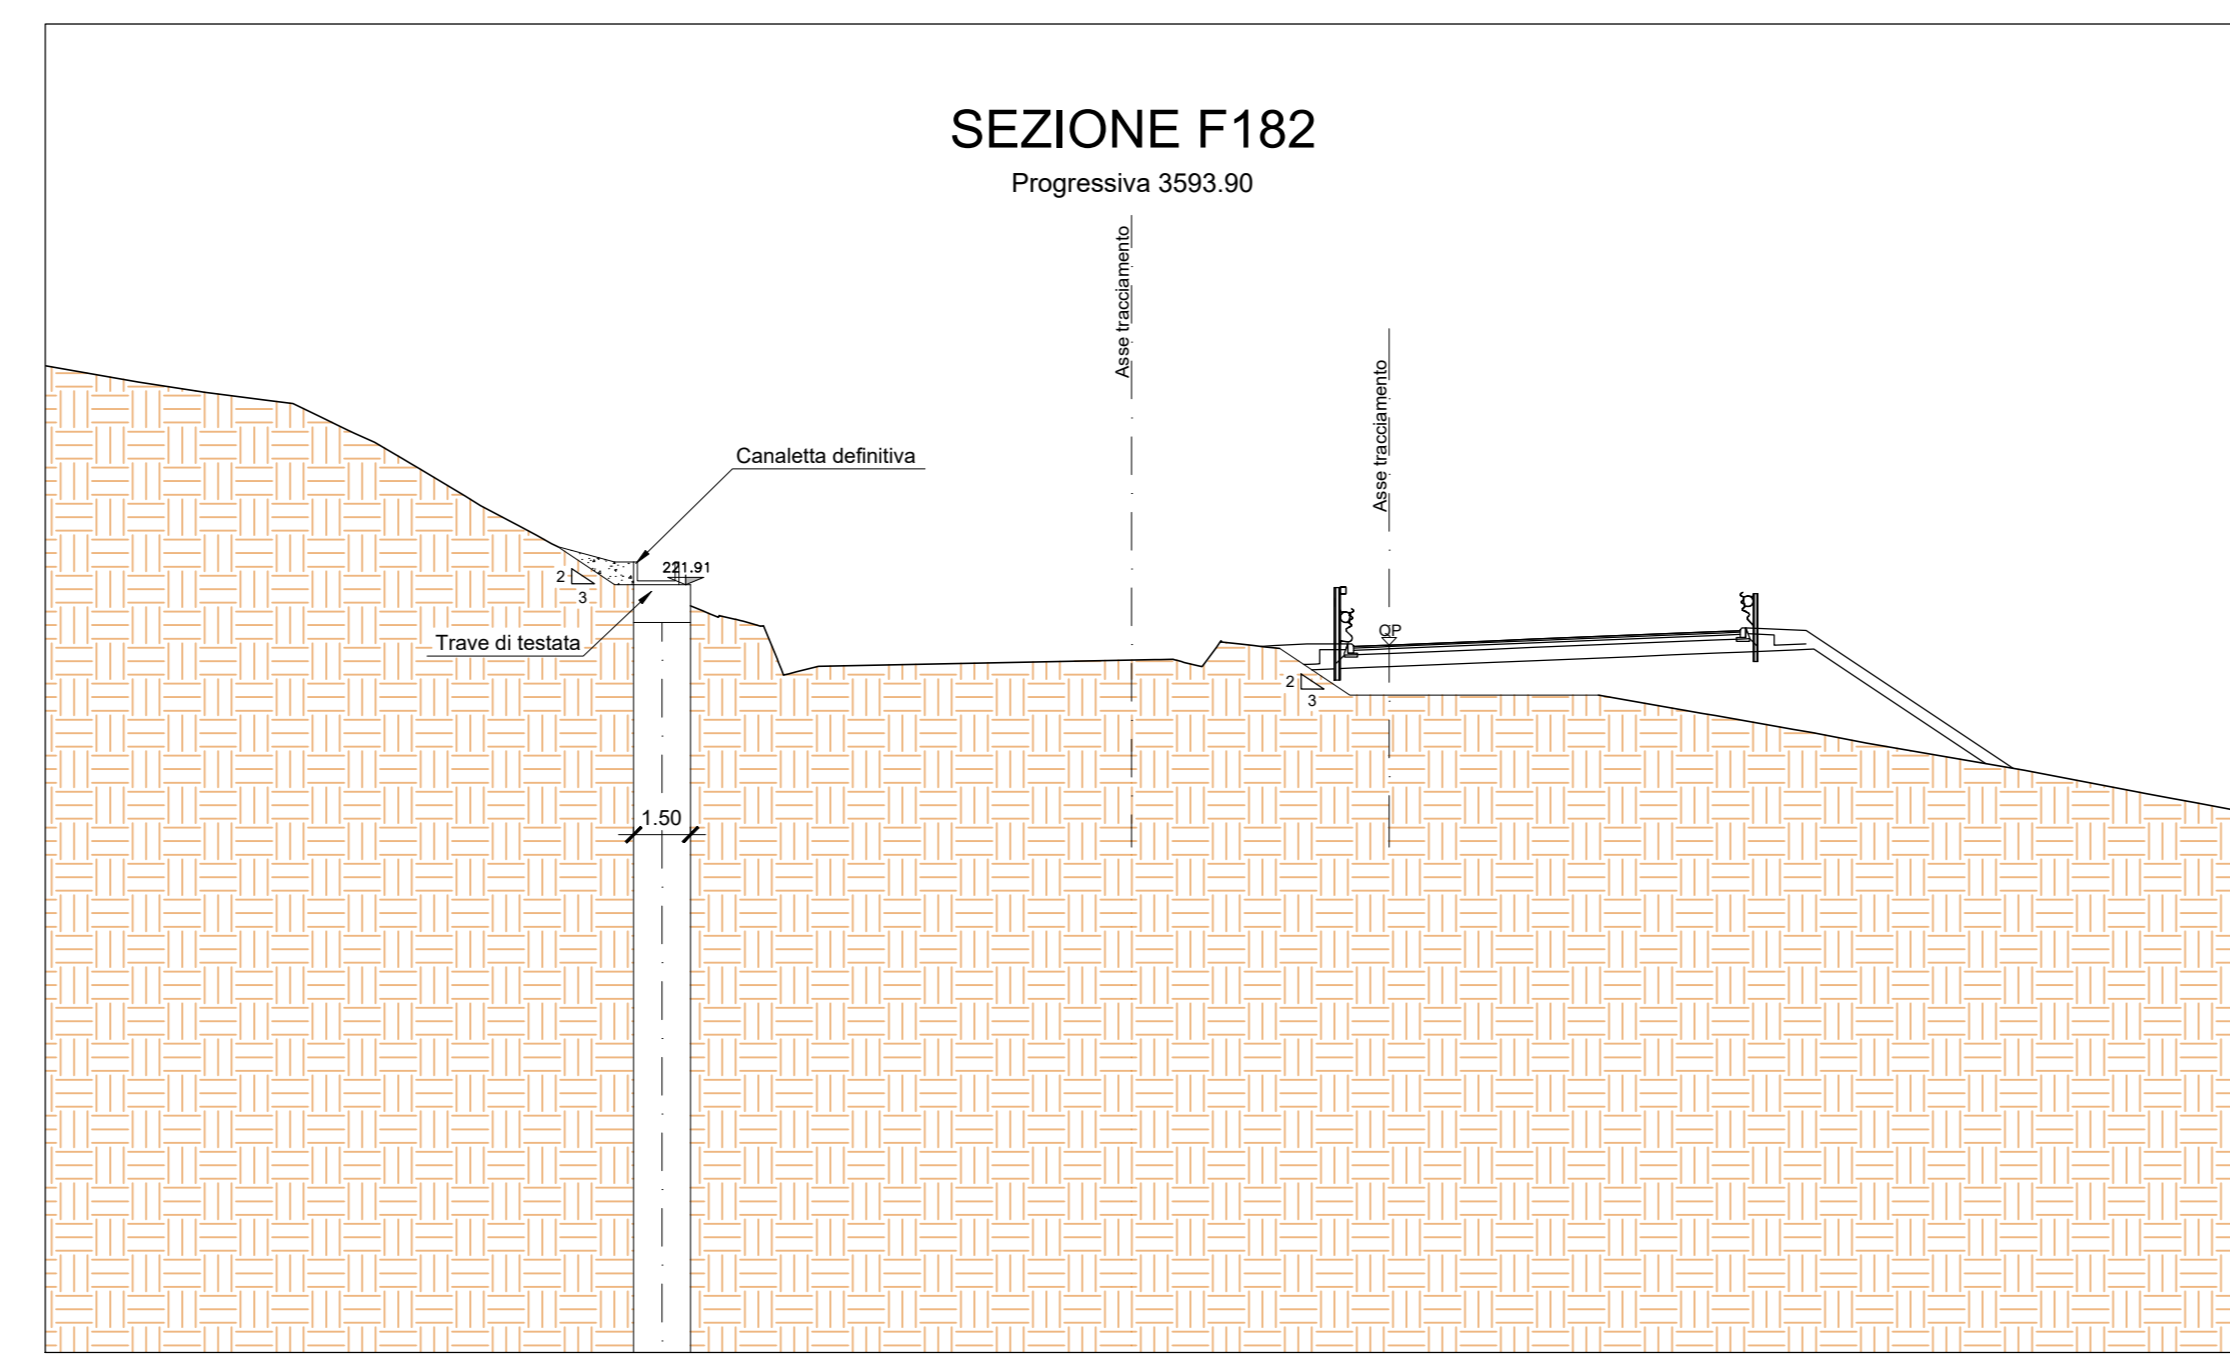 SEZIONE F182
Progressiva 3593.90
Asse tracciamento
Asse tracciamento
Canaletta definitiva
2
3
Trave di testata
QP
2
3
1.50